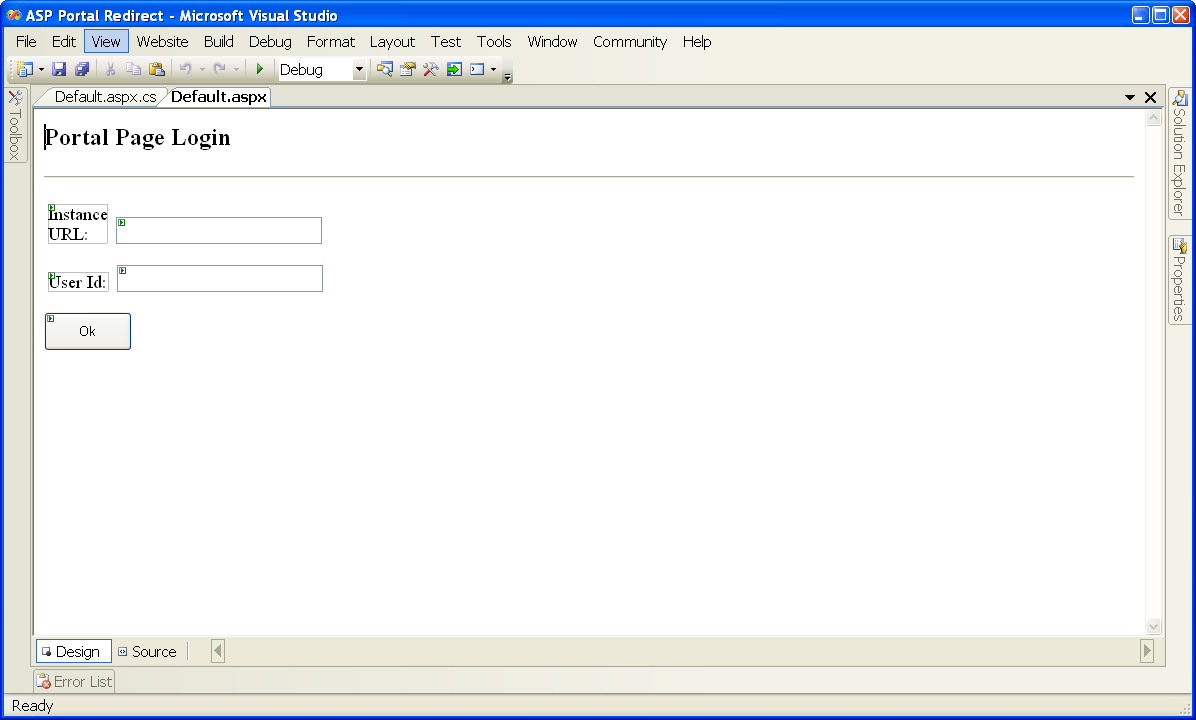 ASP Portal Redirect - Microsoft Visual Studio
File Edit View Website Build Debug Format Layout Test Tools Window Community Help
Debug
Toolbox
Default.aspx.cs Default.aspx
Portal Page Login
Instance
URL:
User Id:
Ok
Solution Explorer
Properties
Design Source
Error List
Ready